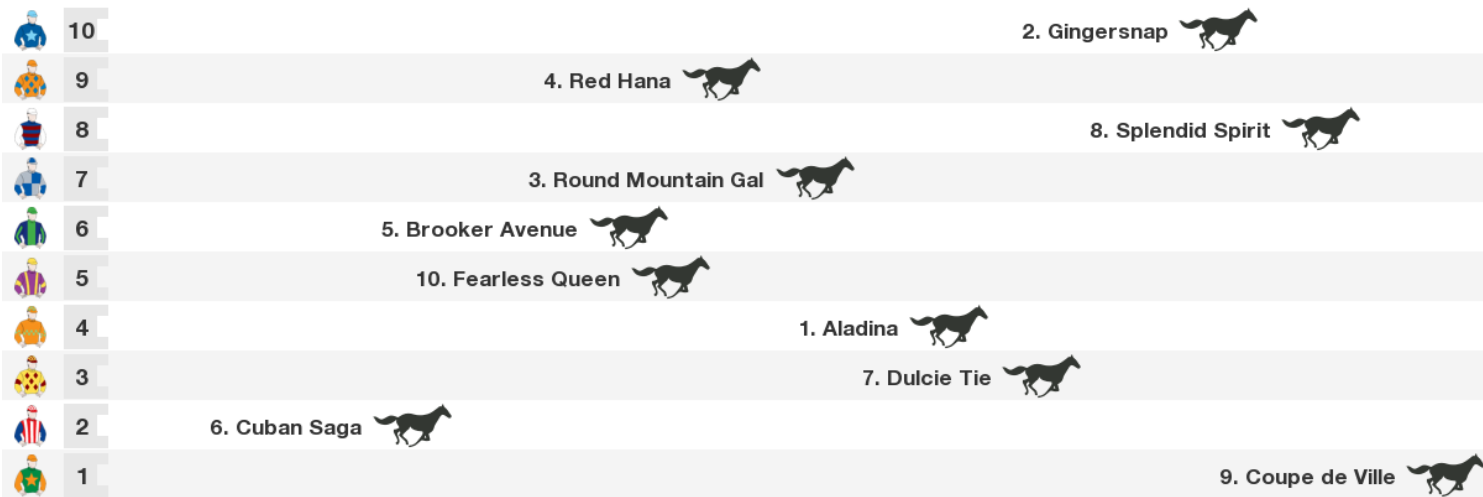 10 2. Gingersnap
9 4. Red Hana
8 8. Splendid Spirit
7 3. Round Mountain Gal
6 5. Brooker Avenue
5 10. Fearless Queen
4 1. Aladina
3 7. Dulcie Tie
2 6. Cuban Saga
1 9. Coupe de Ville